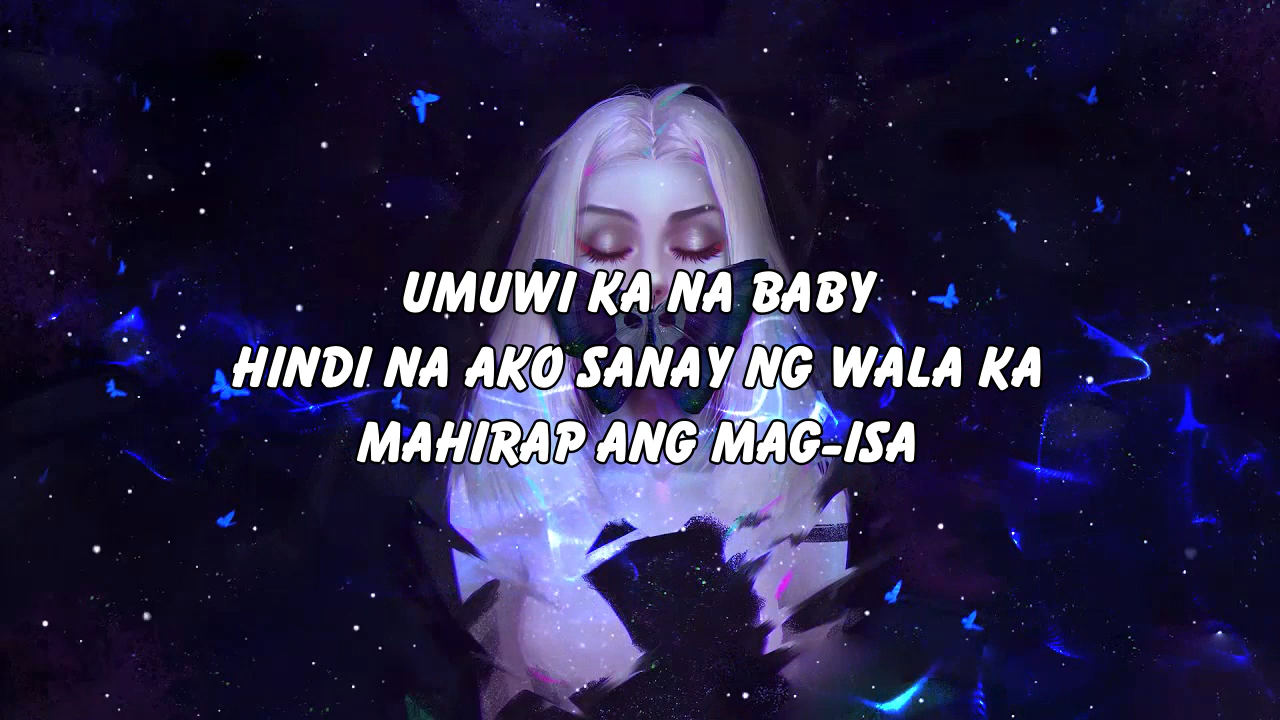 UMUWI KA NA BABY
HINDI NA AKO SANAY NG WALA KA
MAHIRAP ANG MAG-ISA